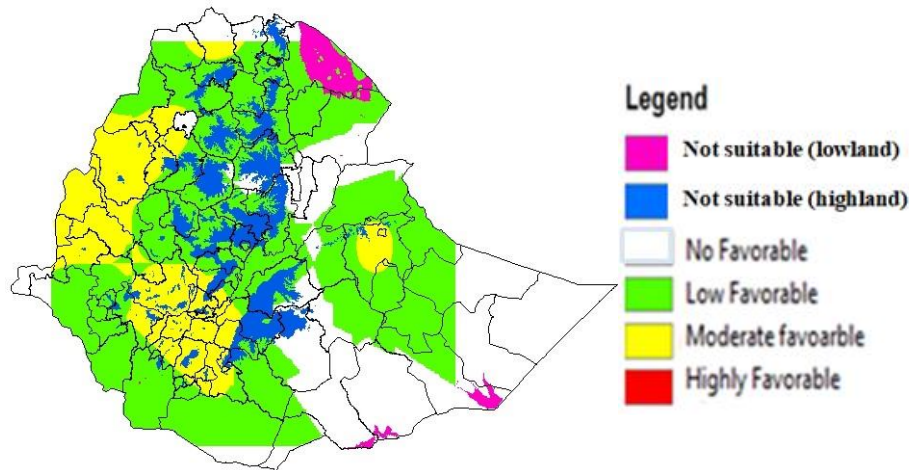 Legend
Not suitable (lowland)
Not suitable (highland)
No Favorable
Low Favorable
Moderate favoarble
Highly Favorable